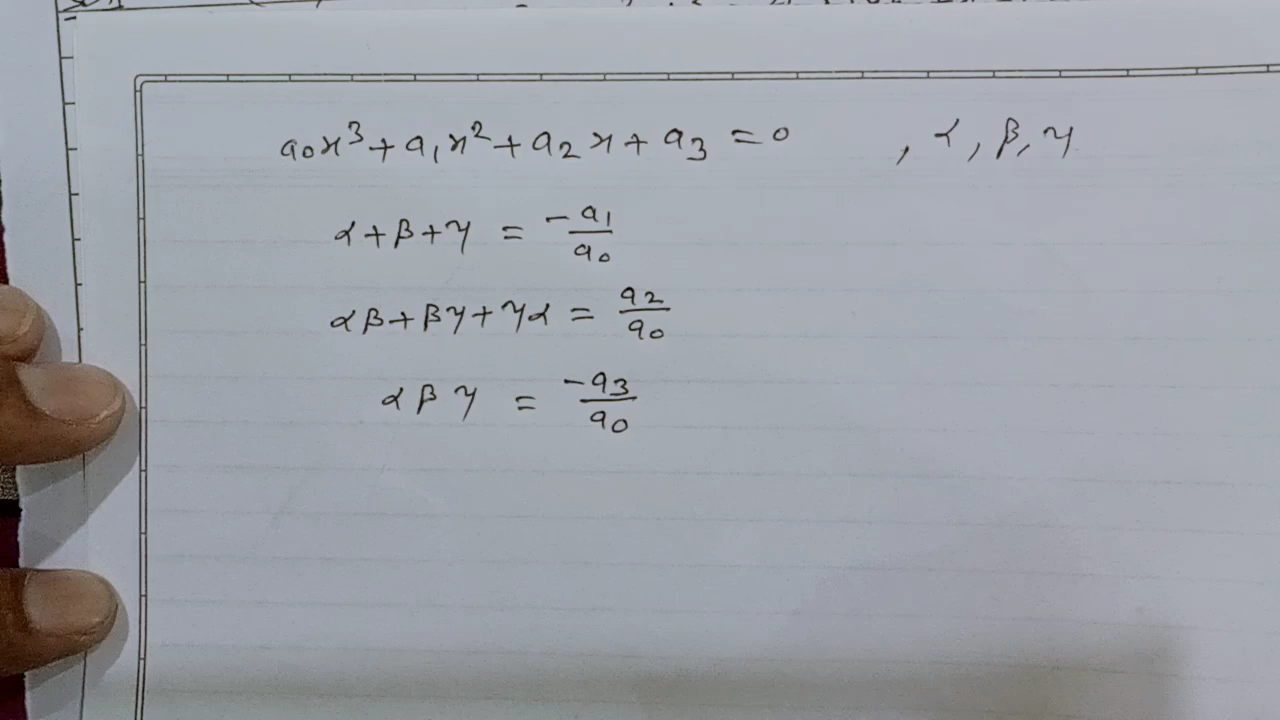 a₀x³ + a₁x² + a₂x + a₃ = 0 , α, β, γ
α + β + γ = -a₁/a₀
αβ + βγ + γα = a₂/a₀
αβγ = -a₃/a₀